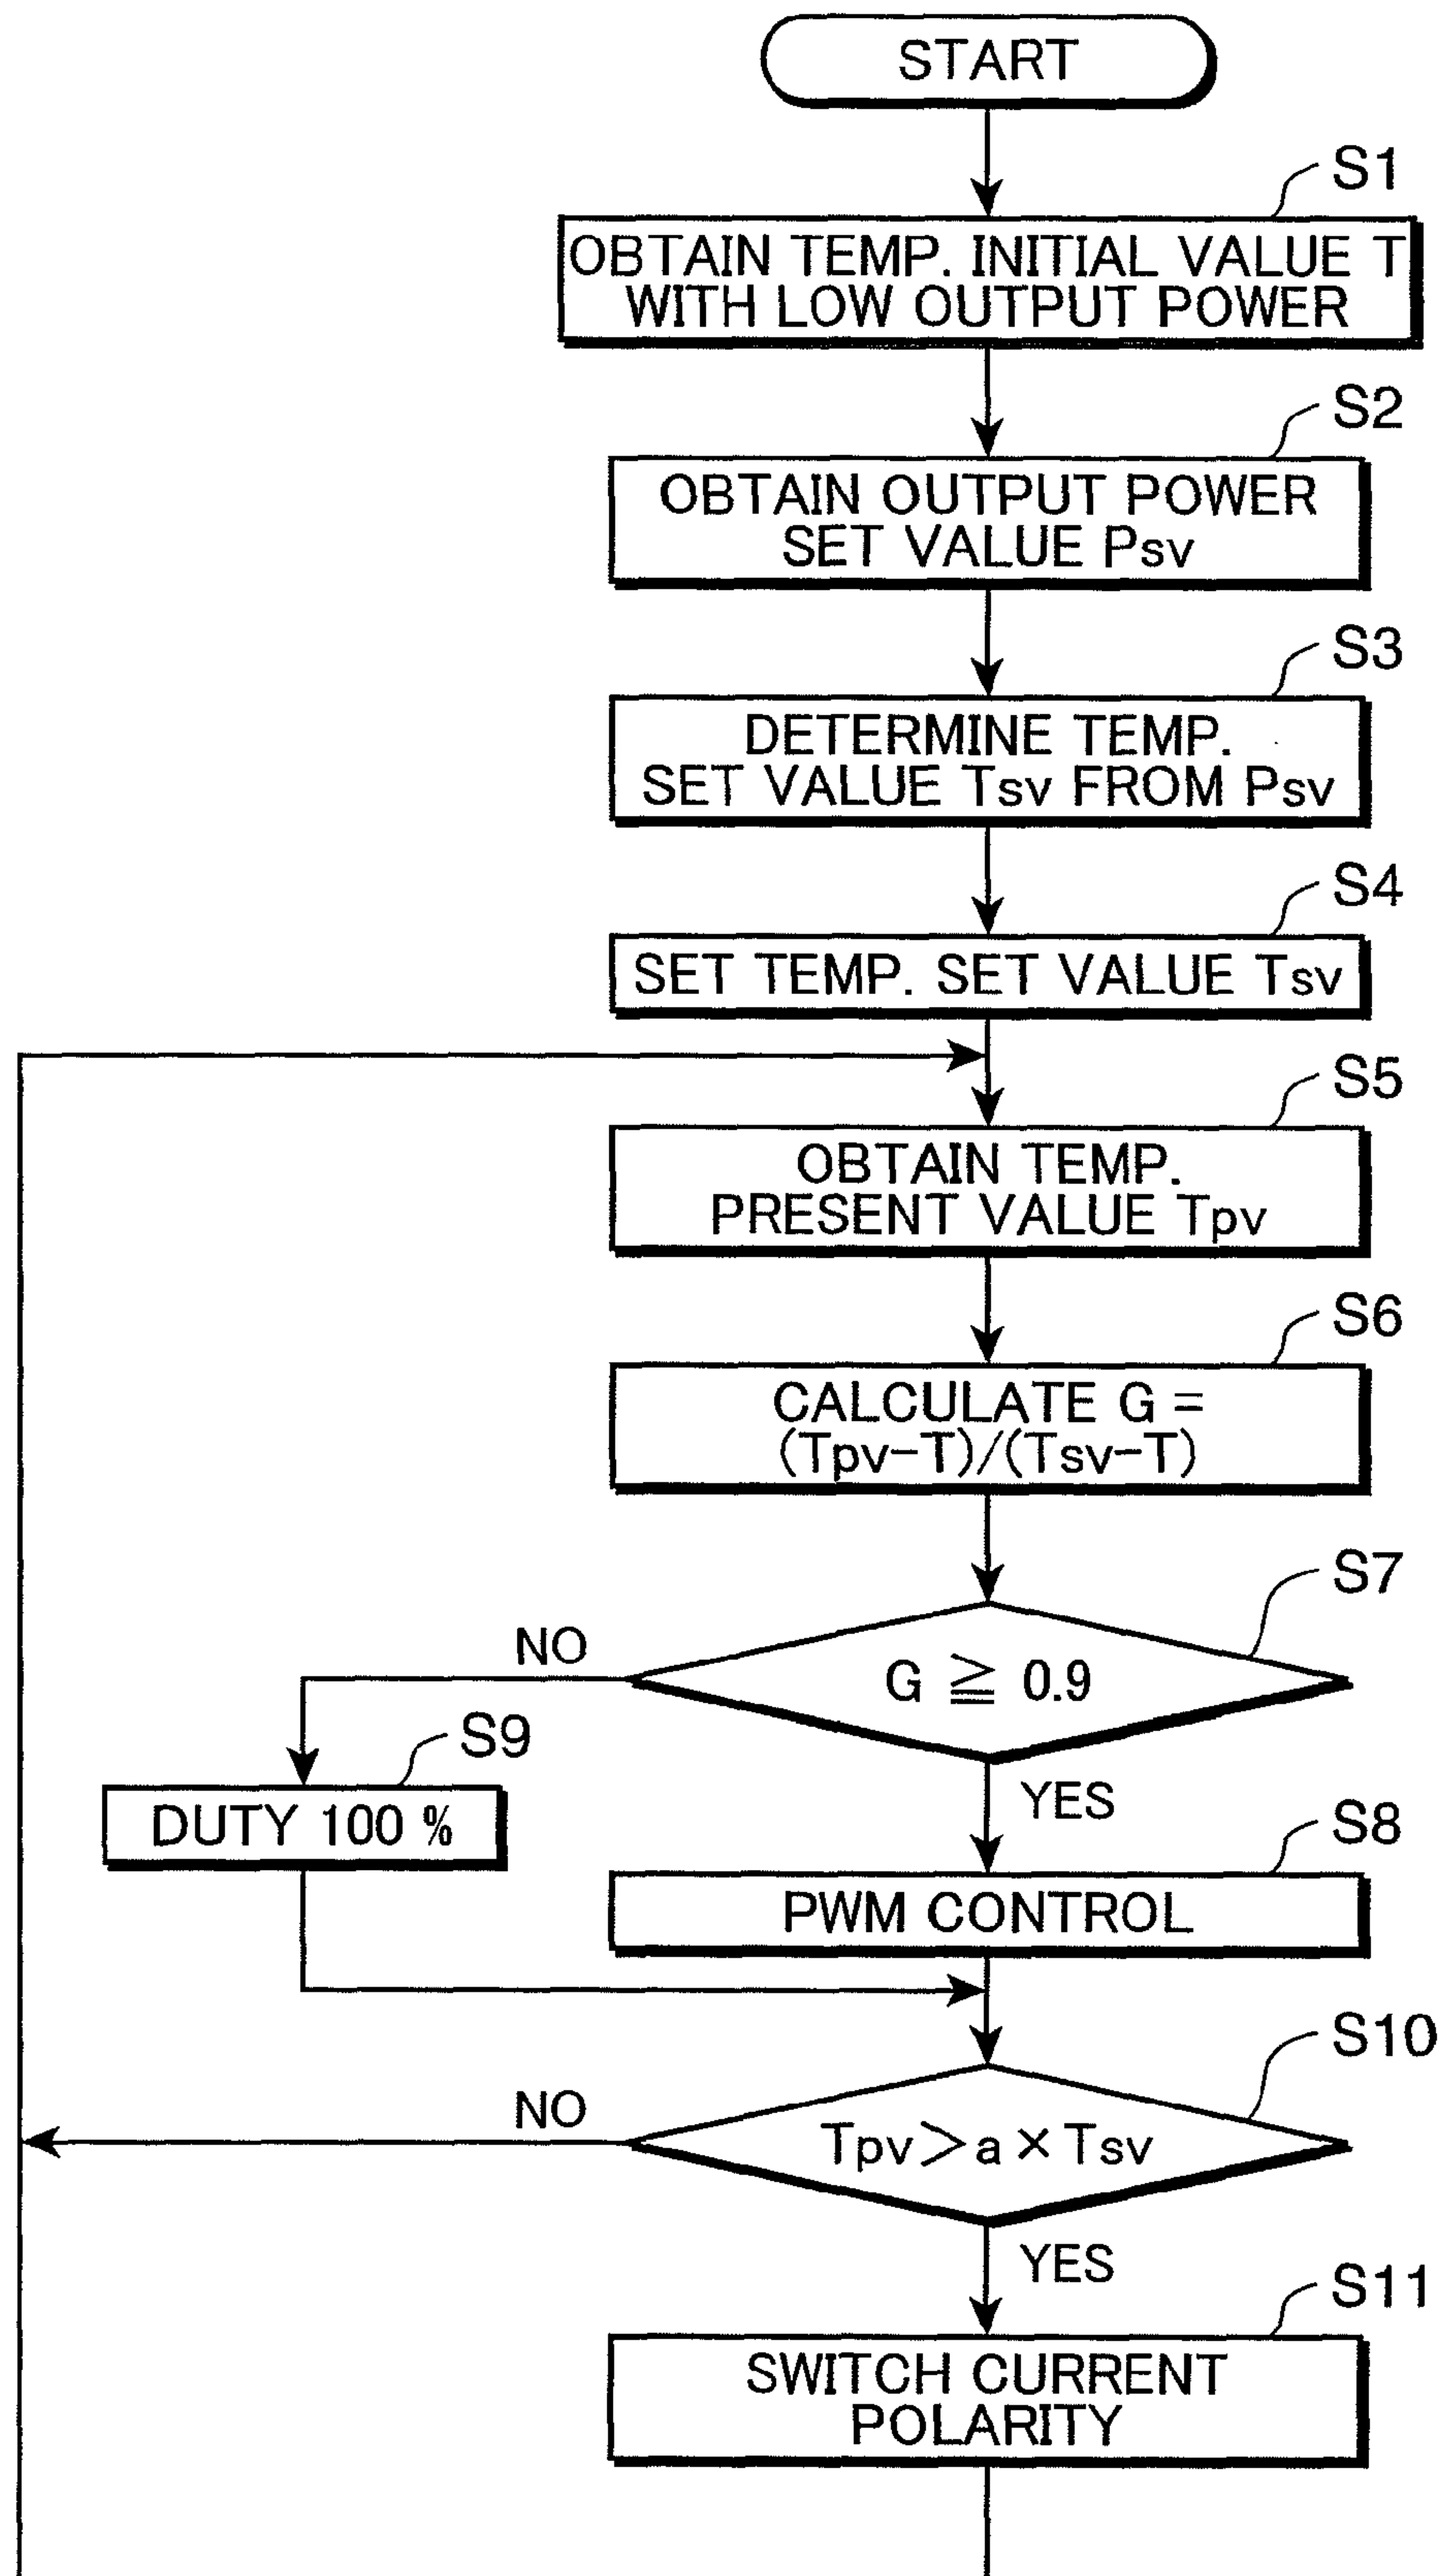 START
S1
OBTAIN TEMP. INITIAL VALUE T
WITH LOW OUTPUT POWER
S2
OBTAIN OUTPUT POWER
SET VALUE Psv
S3
DETERMINE TEMP.
SET VALUE Tsv FROM Psv
S4
SET TEMP. SET VALUE Tsv
S5
OBTAIN TEMP.
PRESENT VALUE Tpv
S6
CALCULATE G =
(Tpv-T)/(Tsv-T)
S7
NO
G ≧ 0.9
S9
YES
DUTY 100 %
S8
PWM CONTROL
S10
NO
Tpv>a × Tsv
YES
S11
SWITCH CURRENT
POLARITY